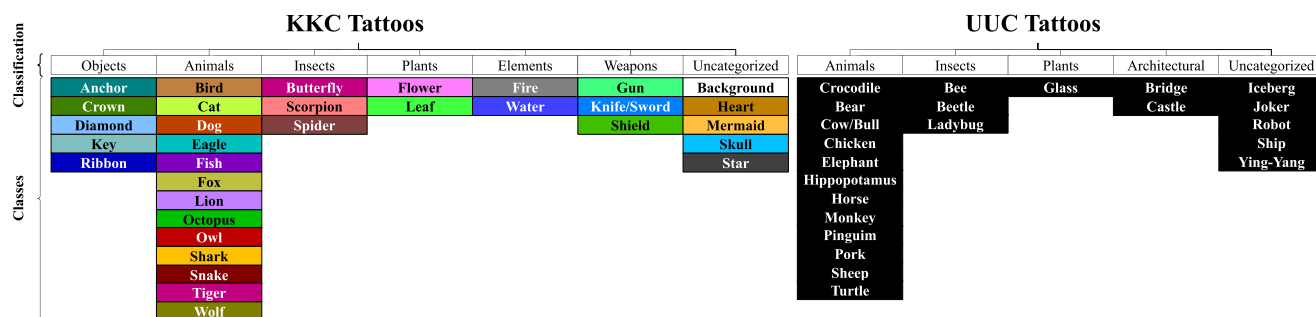 KKC Tattoos
UUC Tattoos
Classification
Objects Animals Insects Plants Elements Weapons Uncategorized Animals Insects Plants Architectural Uncategorized
Anchor Bird Butterfly Flower Fire Gun Background Crocodile Bee Glass Bridge Iceberg
Crown Cat Scorpion Leaf Water Knife/Sword Heart Bear Beetle Castle Joker
Diamond Dog Spider Shield Mermaid Cow/Bull Ladybug Robot
Key Eagle Skull Chicken Ship
Ribbon Fish Star Elephant Ying-Yang
Classes
Fox Hippopotamus
Lion Horse
Octopus Monkey
Owl Pinguim
Shark Pork
Snake Sheep
Tiger Turtle
Wolf